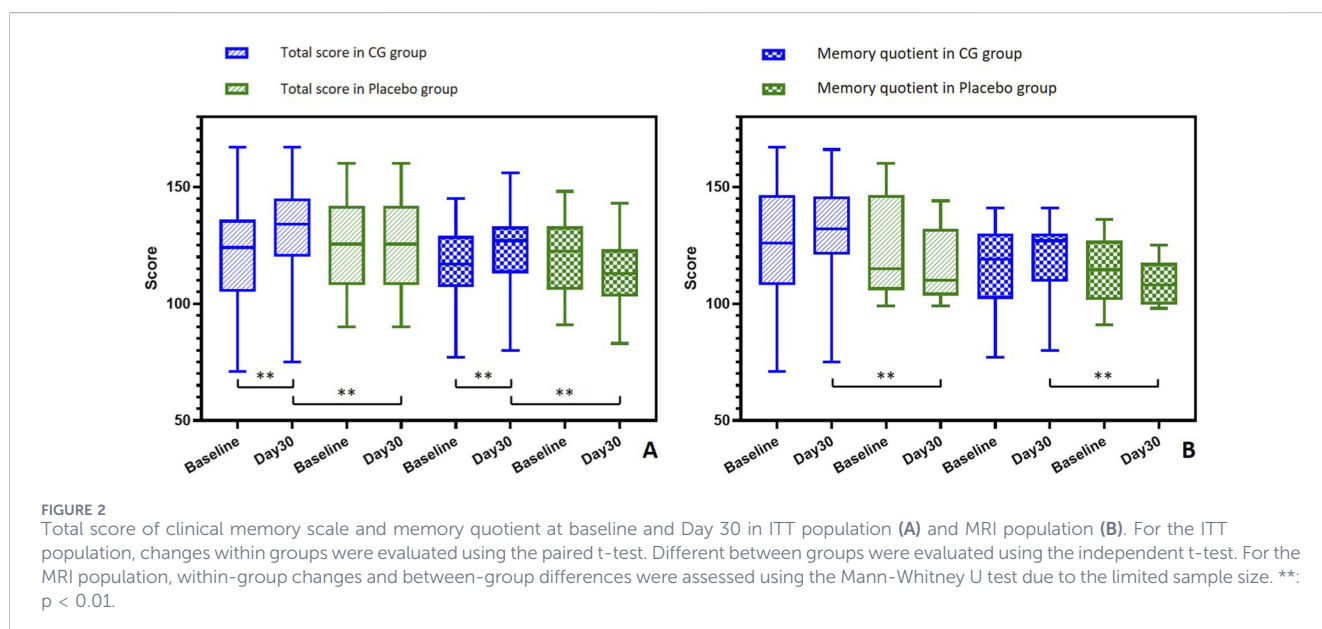 Total score in CG group
Total score in Placebo group
Memory quotient in CG group
Memory quotient in Placebo group
Score
150
100
50
**
**
**
**
Baseline
Day30
Baseline
Day30
Baseline
Day30
Baseline
Day30
A
Score
150
100
50
**
**
Baseline
Day30
Baseline
Day30
Baseline
Day30
Baseline
Day30
B
FIGURE 2
Total score of clinical memory scale and memory quotient at baseline and Day 30 in ITT population (A) and MRI population (B). For the ITT
population, changes within groups were evaluated using the paired t-test. Different between groups were evaluated using the independent t-test. For the
MRI population, within-group changes and between-group differences were assessed using the Mann-Whitney U test due to the limited sample size. **:
p < 0.01.